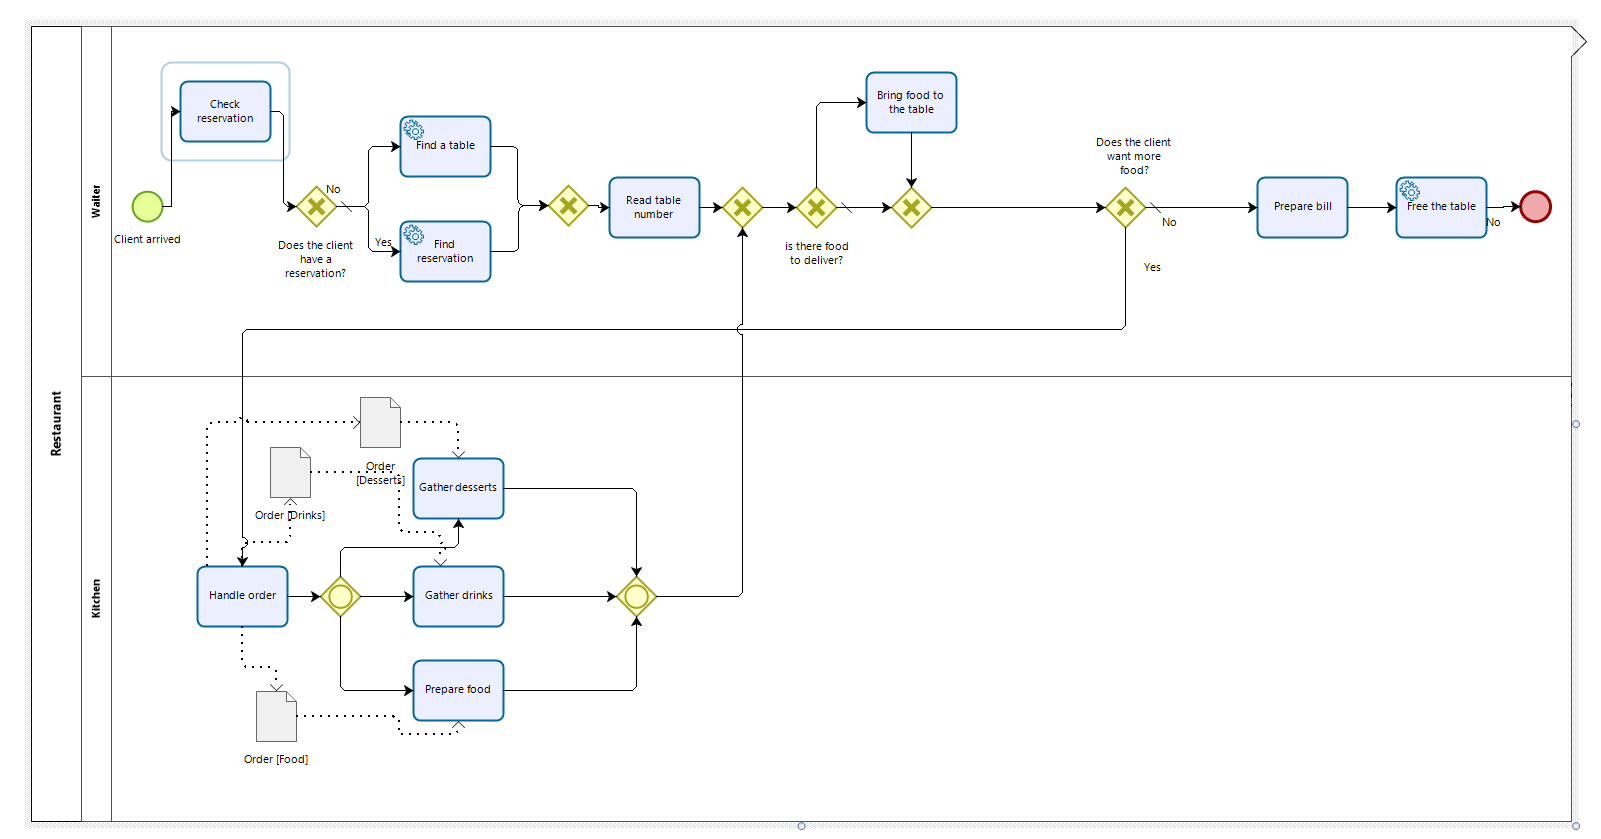 Restaurant
Waiter
Client arrived
Check
reservation
No
Does the client
have a
reservation?
Yes
Find a table
Find
reservation
Read table
number
is there food
to deliver?
Bring food to
the table
Does the client
want more
food?
No
Yes
Prepare bill
Free the table
No
Kitchen
Order
[Desserts]
Order [Drinks]
Gather desserts
Handle order
Gather drinks
Prepare food
Order [Food]